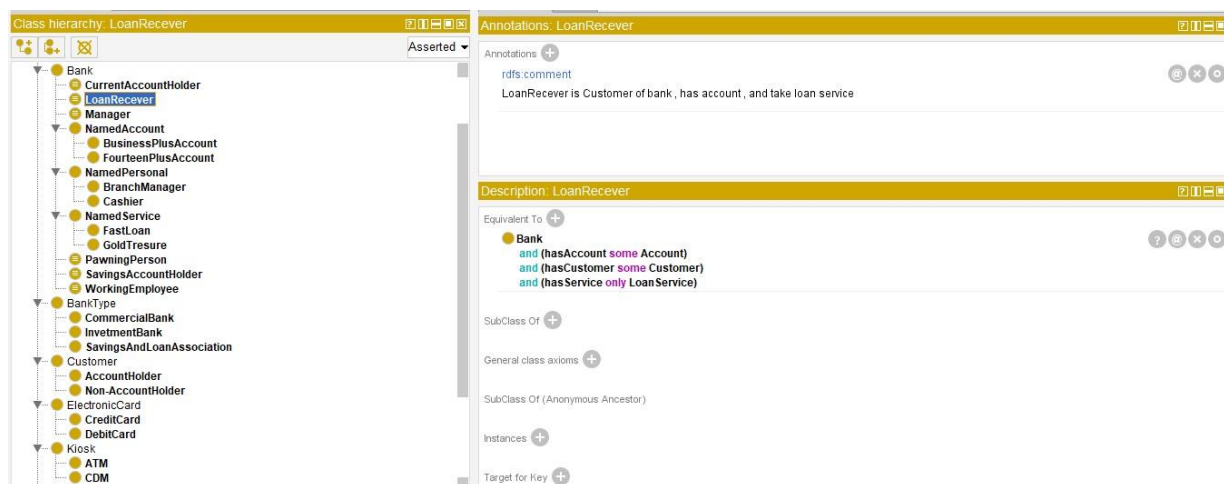 Class hierarchy: LoanRecever
Asserted
Bank
CurrentAccountHolder
LoanRecever
Manager
NamedAccount
BusinessPlusAccount
FourteenPlusAccount
NamedPersonal
BranchManager
Cashier
NamedService
FastLoan
GoldTresure
PawningPerson
SavingsAccountHolder
WorkingEmployee
BankType
CommercialBank
InvetmentBank
SavingsAndLoanAssociation
Customer
AccountHolder
Non-AccountHolder
ElectronicCard
CreditCard
DebitCard
Kiosk
ATM
CDM
Annotations: LoanRecever
Annotations
rdfs:comment
LoanRecever is Customer of bank , has account , and take loan service
Description: LoanRecever
Equivalent To
Bank
and (hasAccount some Account)
and (hasCustomer some Customer)
and (hasService only LoanService)
SubClass Of
General class axioms
SubClass Of (Anonymous Ancestor)
Instances
Target for Key